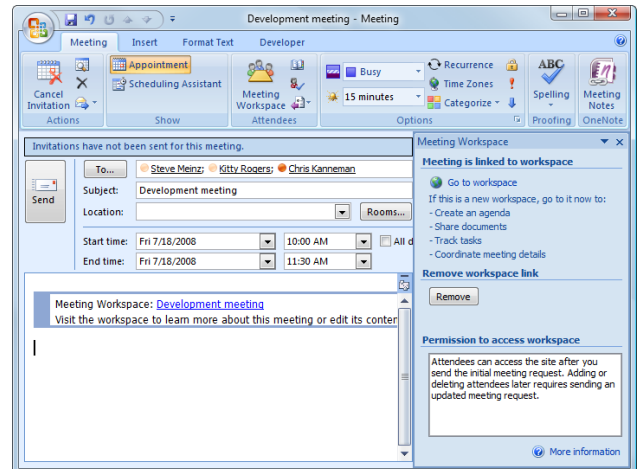 Development meeting - Meeting
Meeting Insert Format Text Developer
Cancel Invitation
Actions
Appointment
Scheduling Assistant
Show
Meeting Workspace
Attendees
Busy
15 minutes
Recurrence
Time Zones
Categorize
Options
ABC
Spelling
Proofing
Meeting Notes
OneNote
Invitations have not been sent for this meeting.
Send
To... Steve Meinz; Kitty Rogers; Chris Kanneman
Subject: Development meeting
Location: Rooms...
Start time: Fri 7/18/2008 10:00 AM All d
End time: Fri 7/18/2008 11:30 AM
Meeting Workspace: Development meeting
Visit the workspace to learn more about this meeting or edit its conter
Meeting Workspace
Meeting is linked to workspace
Go to workspace
If this is a new workspace, go to it now to:
- Create an agenda
- Share documents
- Track tasks
- Coordinate meeting details
Remove workspace link
Remove
Permission to access workspace
Attendees can access the site after you
send the initial meeting request. Adding or
deleting attendees later requires sending an
updated meeting request.
More information